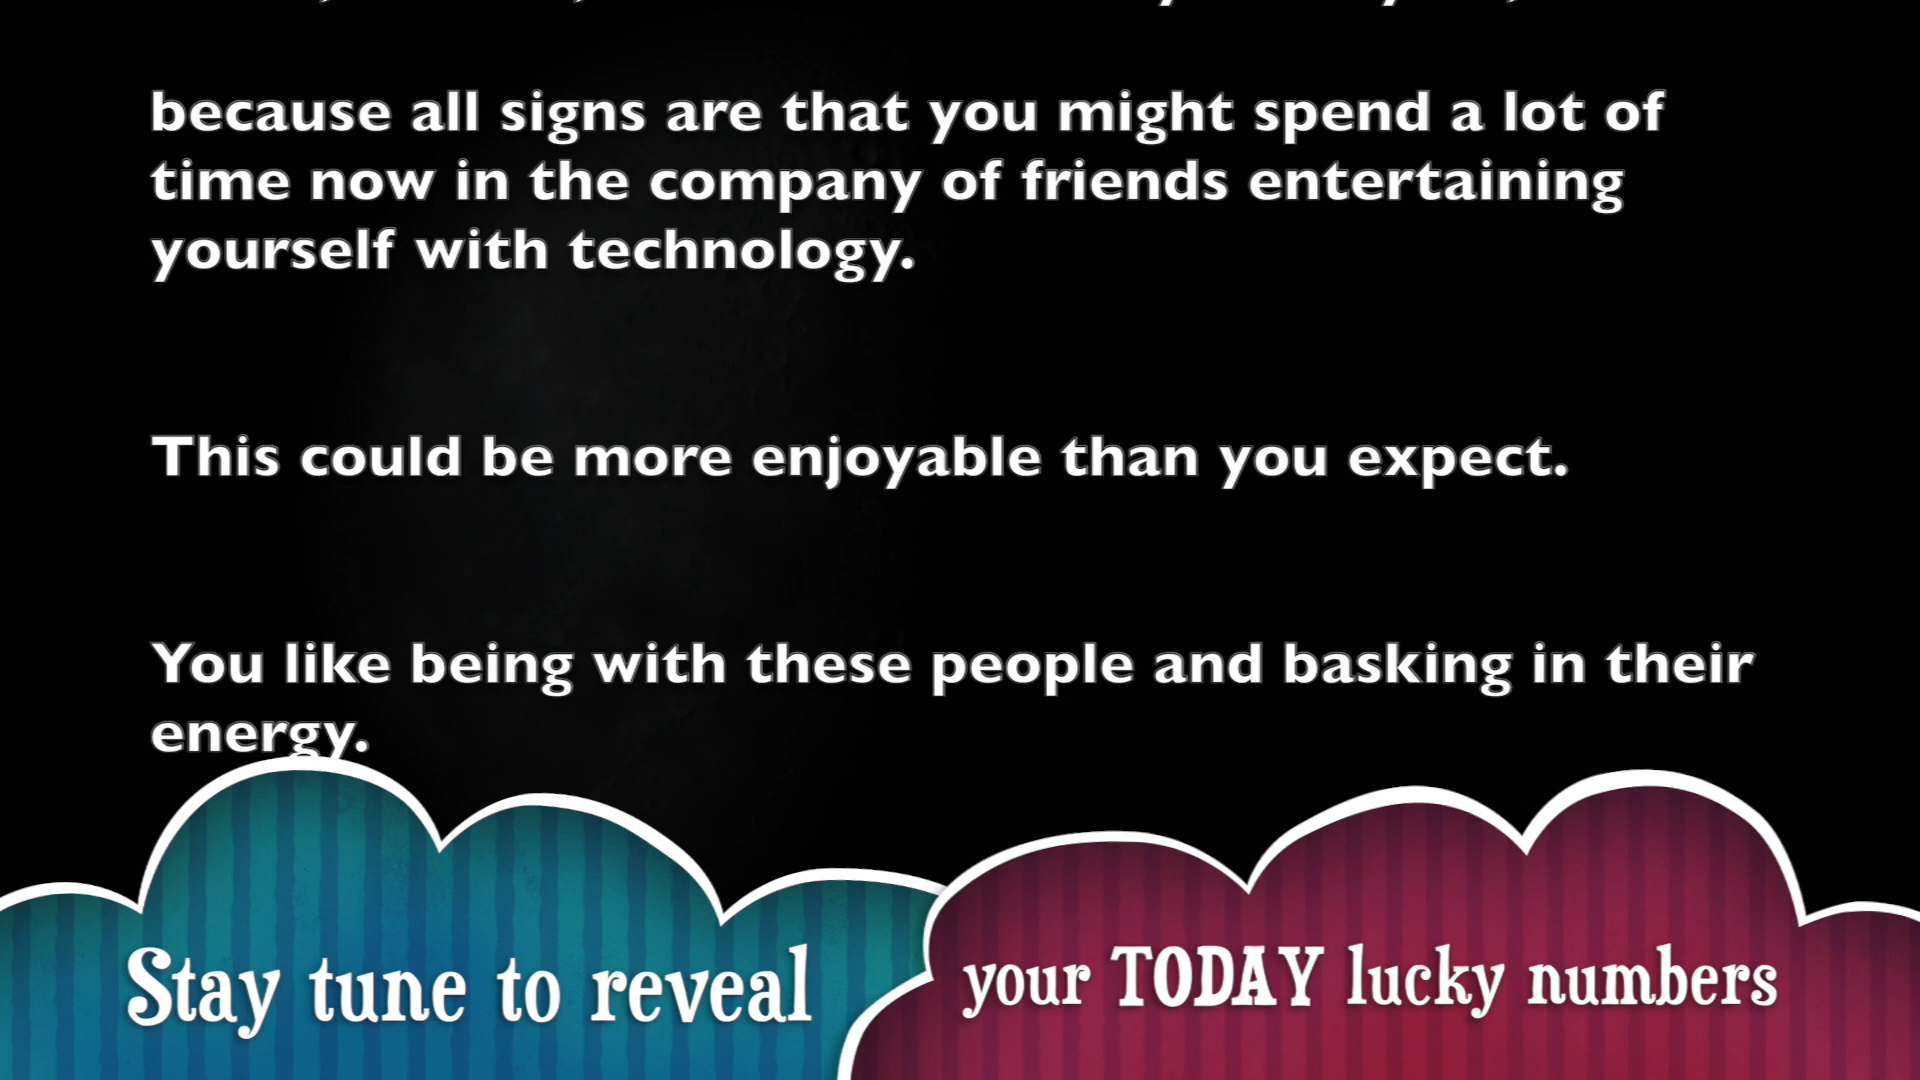 because all signs are that you might spend a lot of
time now in the company of friends entertaining
yourself with technology.
This could be more enjoyable than you expect.
You like being with these people and basking in their
energy.
Stay tune to reveal
your TODAY lucky numbers